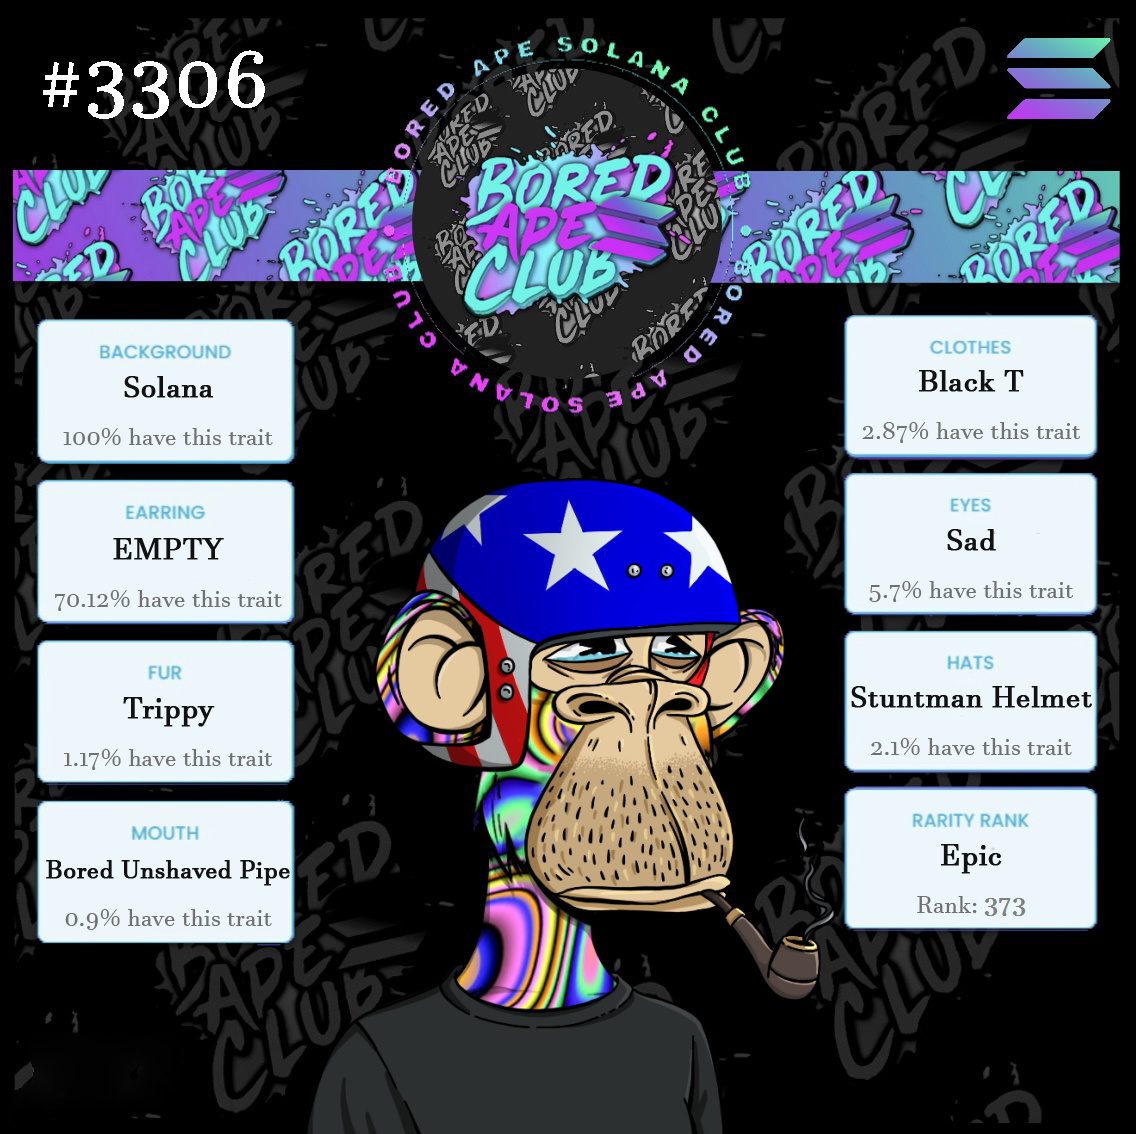 #3306
BORED APE SOLANA CLUB
BORED
APE
CLUB
BORED APE SOLANA CLUB
BACKGROUND
Solana
100% have this trait
EARRING
EMPTY
70.12% have this trait
FUR
Trippy
1.17% have this trait
MOUTH
Bored Unshaved Pipe
0.9% have this trait
CLOTHES
Black T
2.87% have this trait
EYES
Sad
5.7% have this trait
HATS
Stuntman Helmet
2.1% have this trait
RARITY RANK
Epic
Rank: 373